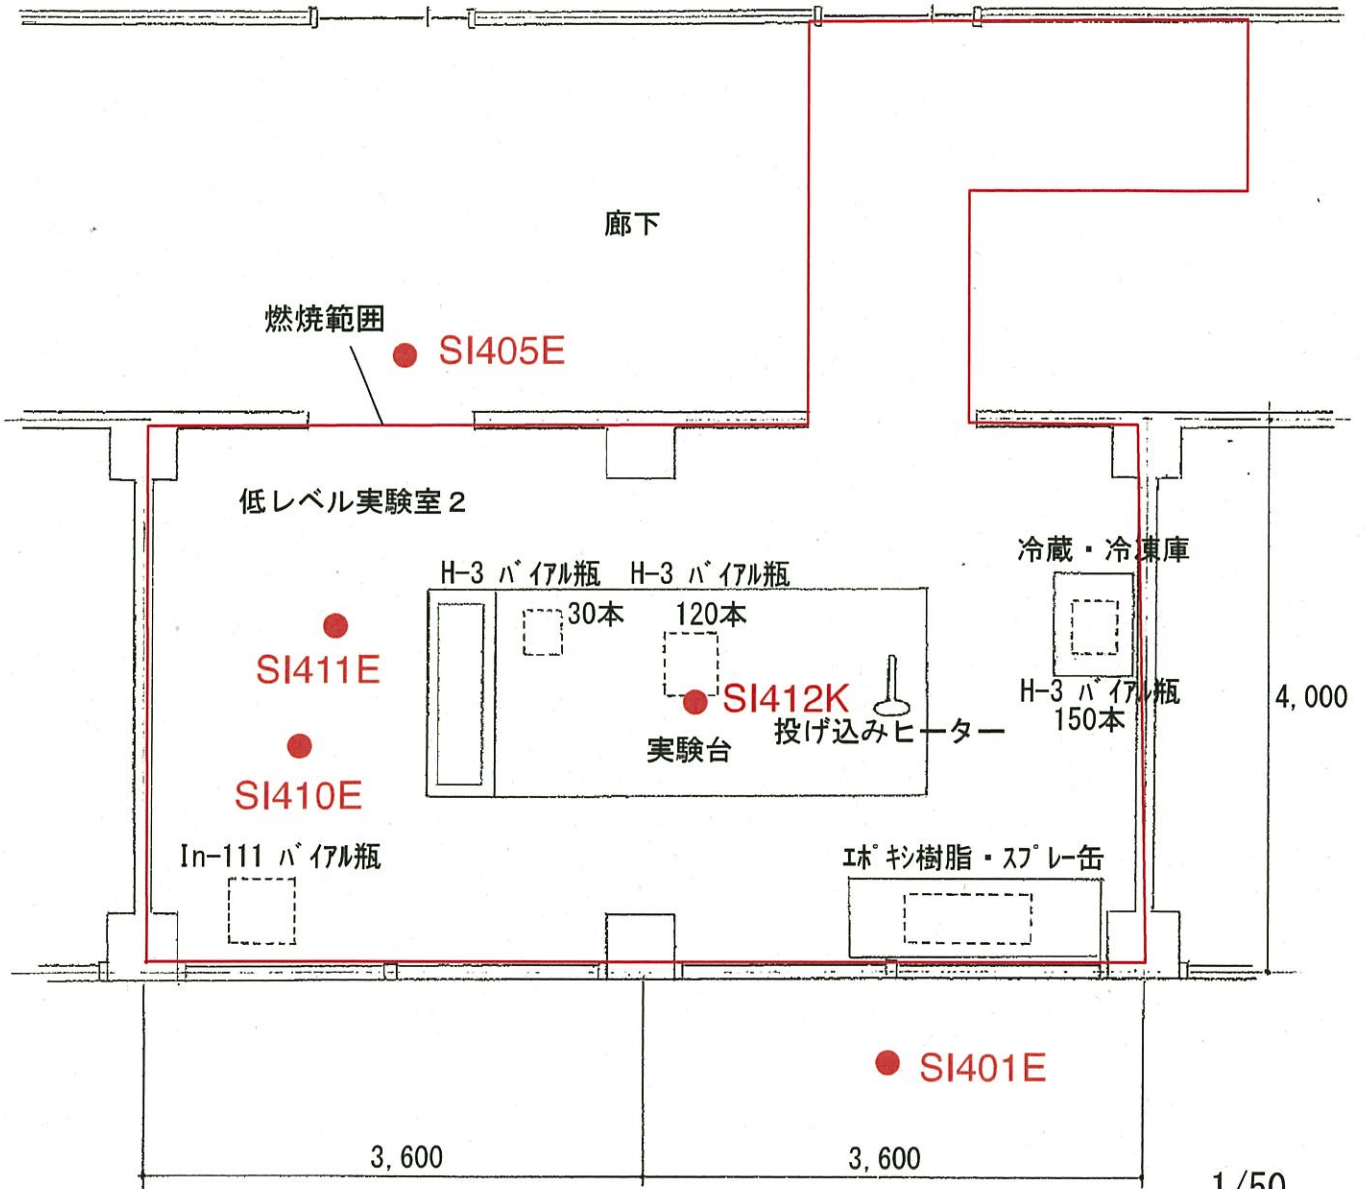 廊下
燃焼範囲
SI405E
低レベル実験室2
冷蔵・冷凍庫
H-3 バイアル瓶 H-3 バイアル瓶
30本 120本
SI411E
SI412K
H-3 バイアル瓶
150本
4,000
投げ込みヒーター
実験台
SI410E
In-111 バイアル瓶
エポキシ樹脂・スプレー缶
SI401E
3,600
3,600
1/50